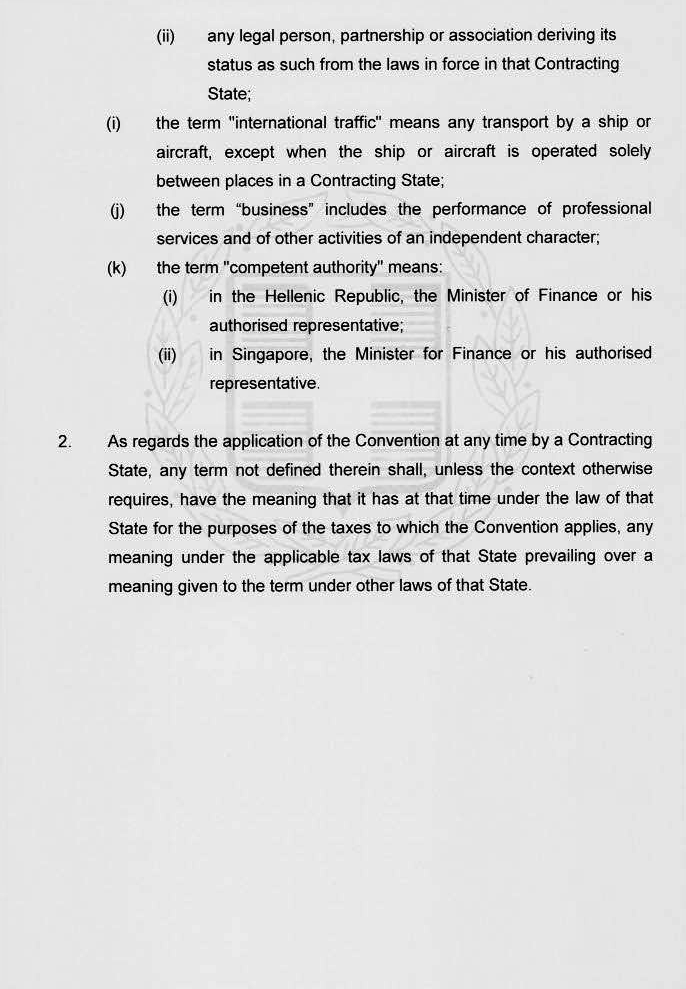 (ii) any legal person, partnership or association deriving its
status as such from the laws in force in that Contracting
State;
(i) the term "international traffic" means any transport by a ship or
aircraft, except when the ship or aircraft is operated solely
between places in a Contracting State;
(j) the term “business” includes the performance of professional
services and of other activities of an independent character;
(k) the term "competent authority" means:
(i) in the Hellenic Republic, the Minister of Finance or his
authorised representative;
(ii) in Singapore, the Minister for Finance or his authorised
representative.
2. As regards the application of the Convention at any time by a Contracting
State, any term not defined therein shall, unless the context otherwise
requires, have the meaning that it has at that time under the law of that
State for the purposes of the taxes to which the Convention applies, any
meaning under the applicable tax laws of that State prevailing over a
meaning given to the term under other laws of that State.